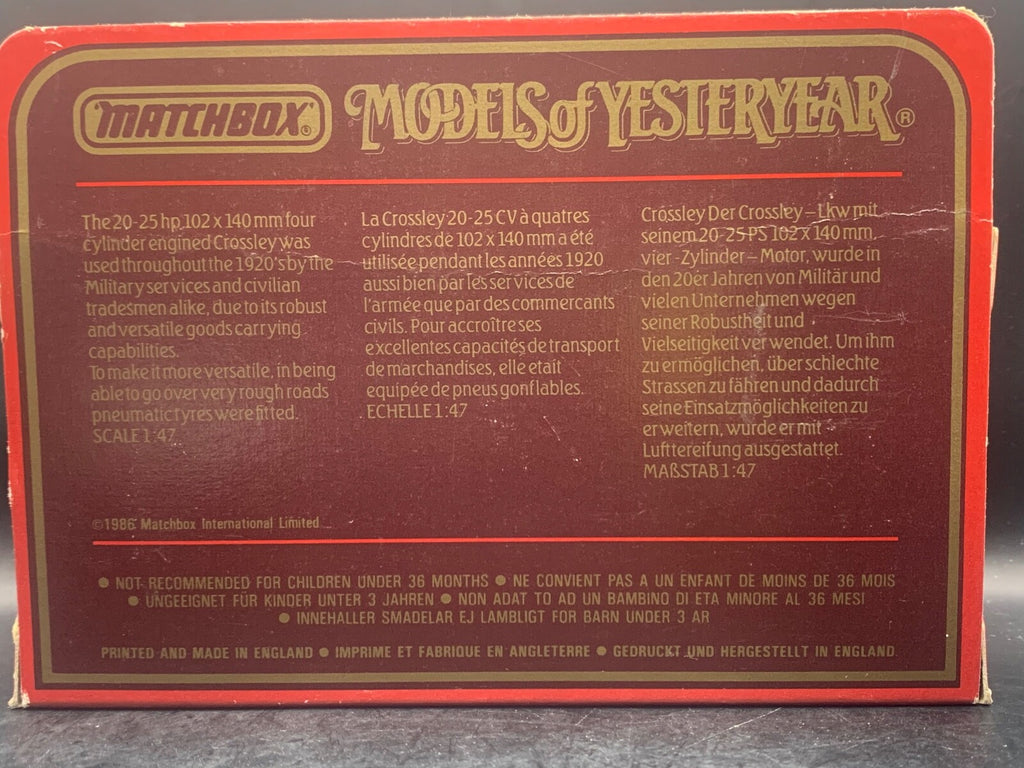 MATCHBOX®
MODELS of YESTERYEAR®
The 20-25 hp 102 x 140 mm four
cylinder engined Crossley was
used throughout the 1920's by the
Military services and civilian
tradesmen alike, due to its robust
and versatile goods carrying
capabilities.
To make it more versatile, in being
able to go over very rough roads
pneumatic tyres were fitted.
SCALE 1:47
La Crossley 20-25 CV à quatres
cylindres de 102 x 140 mm a été
utilisée pendant les années 1920
aussi bien par les services de
l'armée que par des commercants
civils. Pour accroître ses
excellentes capacités de transport
de marchandises, elle etait
equipée de pneus gonflables.
ECHELLE 1:47
Crossley Der Crossley – Lkw mit
seinem 20-25 PS 102 x 140 mm,
vier - Zylinder – Motor, wurde in
den 20er Jahren von Militär und
vielen Unternehmen wegen
seiner Robustheit und
Vielseitigkeit verwendet. Um ihm
zu ermöglichen, über schlechte
Strassen zu fähren und dadurch
seine Einsatzmöglichkeiten zu
erweitern, wurde er mit
Lufttereifung ausgestattet.
MAßSTAB 1:47
©1986 Matchbox International Limited
● NOT RECOMMENDED FOR CHILDREN UNDER 36 MONTHS ● NE CONVIENT PAS A UN ENFANT DE MOINS DE 36 MOIS
● UNGEEIGNET FÜR KINDER UNTER 3 JAHREN ● NON ADAT TO AD UN BAMBINO DI ETA MINORE AL 36 MESI
● INNEHALLER SMADELAR EJ LAMBLIGT FOR BARN UNDER 3 AR
PRINTED AND MADE IN ENGLAND ● IMPRIME ET FABRIQUE EN ANGLETERRE ● GEDRUCKT UND HERGESTELLT IN ENGLAND.